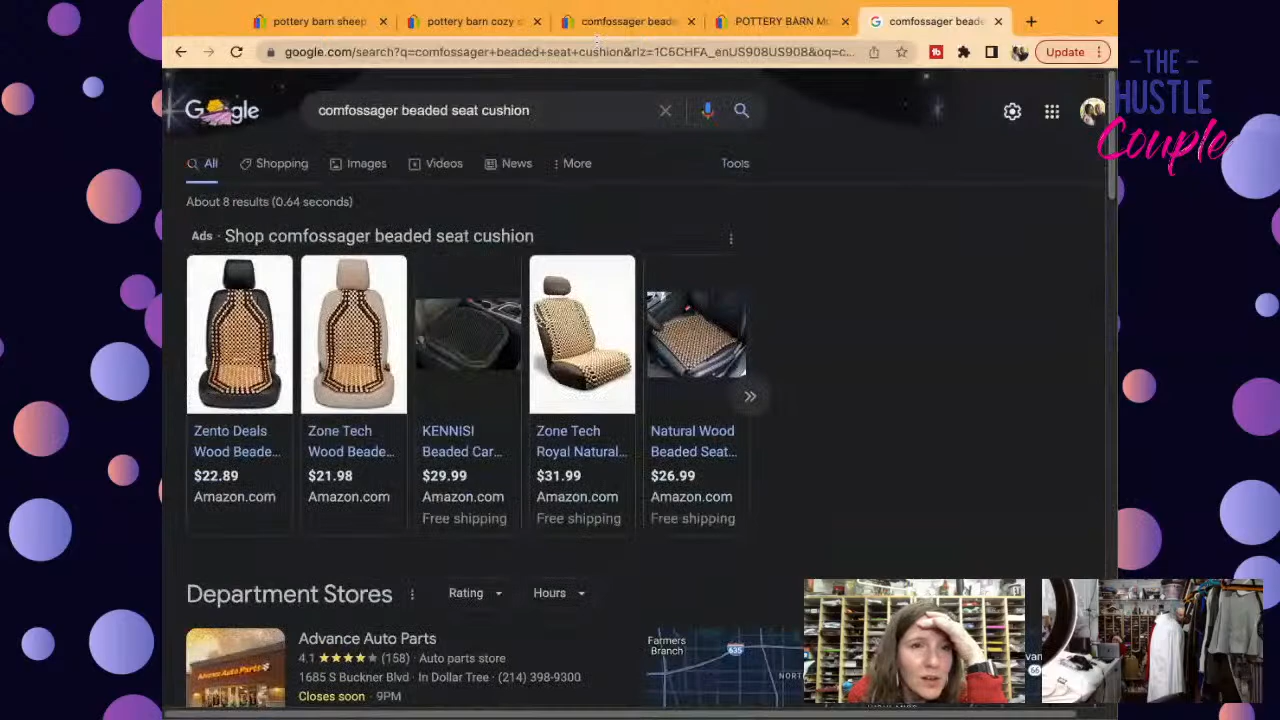 pottery barn sheep
pottery barn cozy s
comfossager bead
POTTERY BARN M
comfossager bead
google.com/search?q=comfossager+beaded+seat+cushion&rlz=1C6CHFA_enUS908US908&oq=c...
Update
-THE-
HUSTLE
Couple
Google
comfossager beaded seat cushion
All
Shopping
Images
Videos
News
More
Tools
About 8 results (0.64 seconds)
Ads · Shop comfossager beaded seat cushion
Zento Deals
Wood Beade...
$22.89
Amazon.com
Zone Tech
Wood Beade...
$21.98
Amazon.com
KENNISI
Beaded Car...
$29.99
Amazon.com
Free shipping
Zone Tech
Royal Natural...
$31.99
Amazon.com
Free shipping
Natural Wood
Beaded Seat...
$26.99
Amazon.com
Free shipping
Department Stores
Rating
Hours
Advance Auto Parts
4.1 ★★★★★ (158) · Auto parts store
1685 S Buckner Blvd · In Dollar Tree · (214) 398-9300
Closes soon · 9PM
Farmers
Branch
635